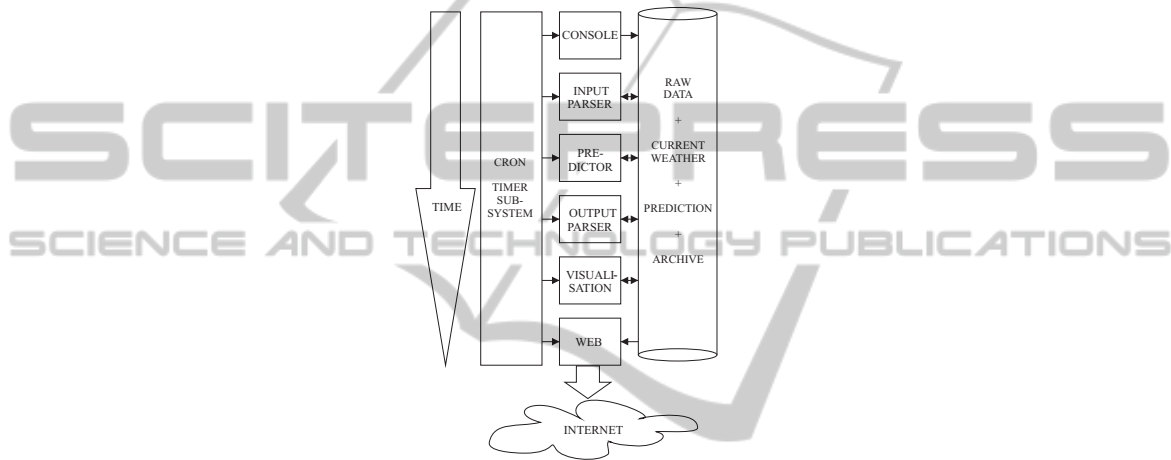 CONSOLE
INPUT
PARSER
PRE-
DICTOR
OUTPUT
PARSER
VISUALI-
SATION
WEB
RAW
DATA
+
CURRENT
WEATHER
+
PREDICTION
+
ARCHIVE
CRON
TIMER
SUB-
SYSTEM
TIME
INTERNET
SCITEPRESS
SCIENCE AND TECHNOLOGY PUBLICATIONS